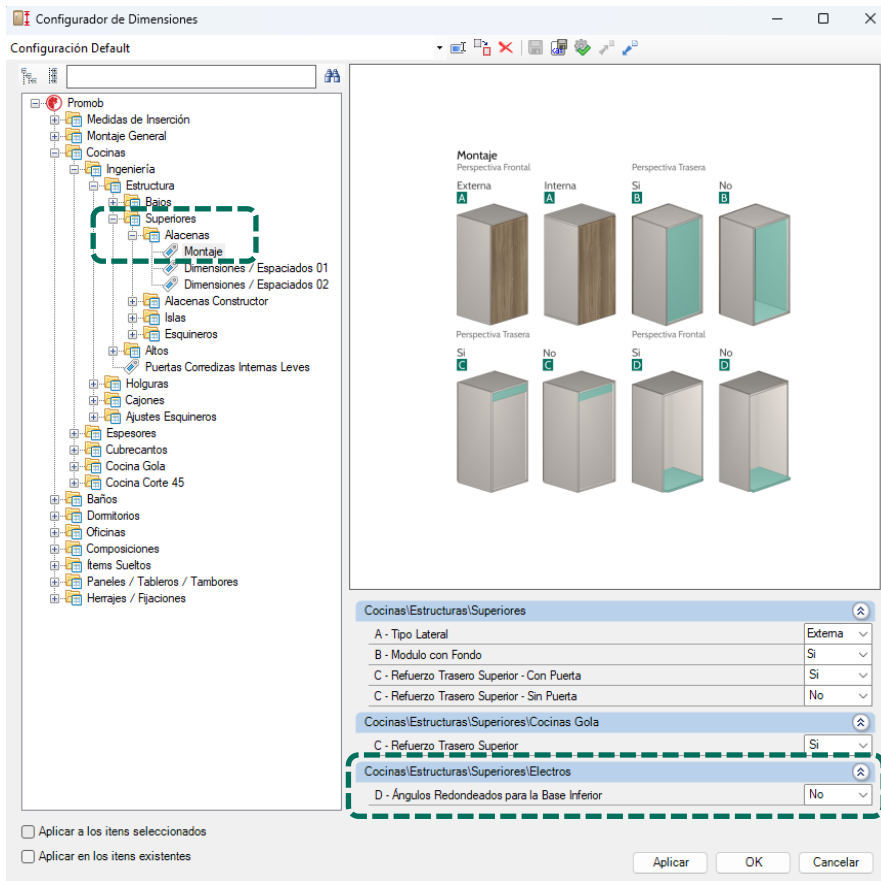 Configurador de Dimensiones
Configuración Default
Promob
Medidas de Inserción
Montaje General
Cocinas
Ingeniería
Estructura
Bajos
Superiores
Alacenas
Montaje
Dimensiones / Espaciados 01
Dimensiones / Espaciados 02
Alacenas Constructor
Islas
Esquineros
Altos
Puertas Corredizas Internas Leves
Holguras
Cajones
Ajustes Esquineros
Espesores
Cubrecantos
Cocina Gola
Cocina Corte 45
Baños
Dormitorios
Oficinas
Composiciones
Ítems Sueltos
Paneles / Tableros / Tambores
Herrajes / Fijaciones
Aplicar a los itens seleccionados
Aplicar en los itens existentes
Montaje
Perspectiva Frontal Perspectiva Trasera
Externa Interna Si No
A A B B
Perspectiva Trasera Perspectiva Frontal
Si No Si No
C C D D
Cocinas\Estructuras\Superiores
A - Tipo Lateral Externa
B - Modulo con Fondo Si
C - Refuerzo Trasero Superior - Con Puerta Si
C - Refuerzo Trasero Superior - Sin Puerta No
Cocinas\Estructuras\Superiores\Cocinas Gola
C - Refuerzo Trasero Superior Si
Cocinas\Estructuras\Superiores\Electros
D - Ángulos Redondeados para la Base Inferior No
Aplicar OK Cancelar